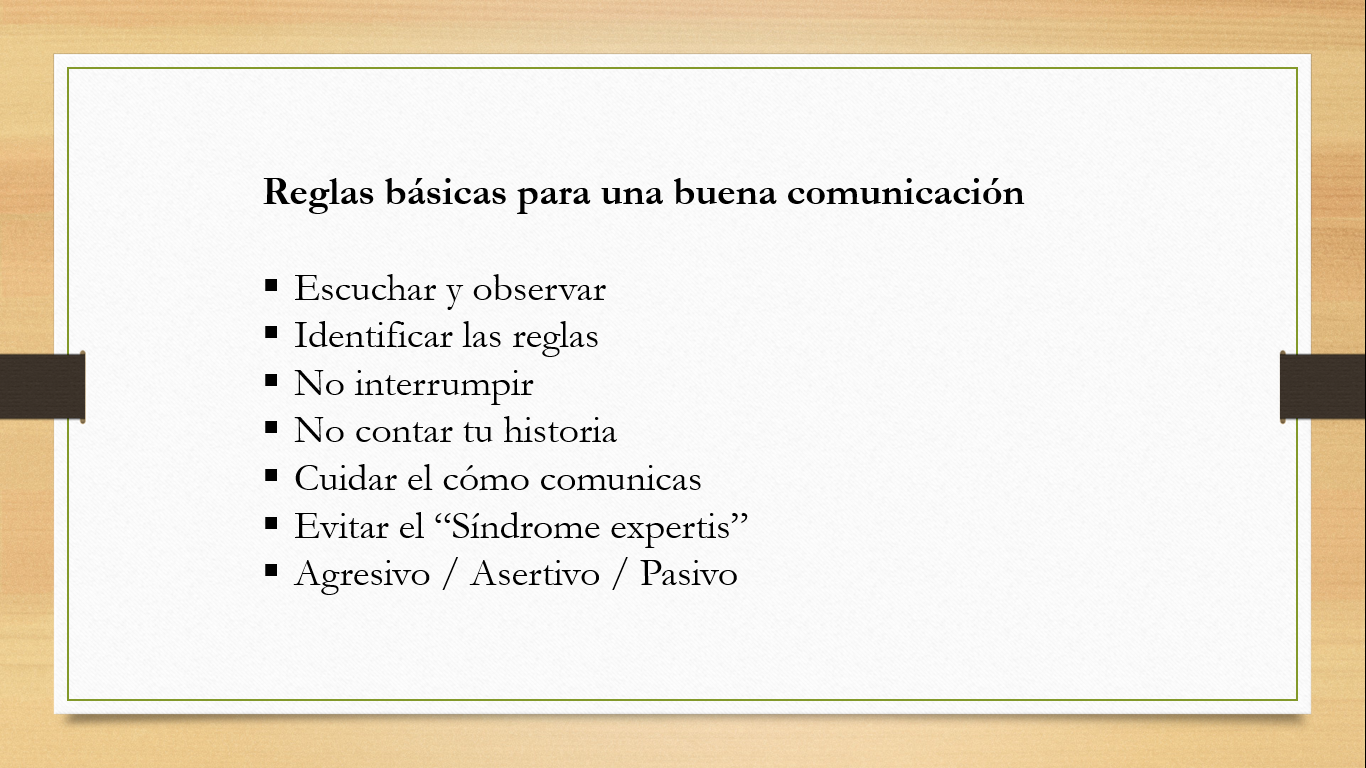 Reglas básicas para una buena comunicación
▪ Escuchar y observar
▪ Identificar las reglas
▪ No interrumpir
▪ No contar tu historia
▪ Cuidar el cómo comunicas
▪ Evitar el “Síndrome expertis”
▪ Agresivo / Asertivo / Pasivo